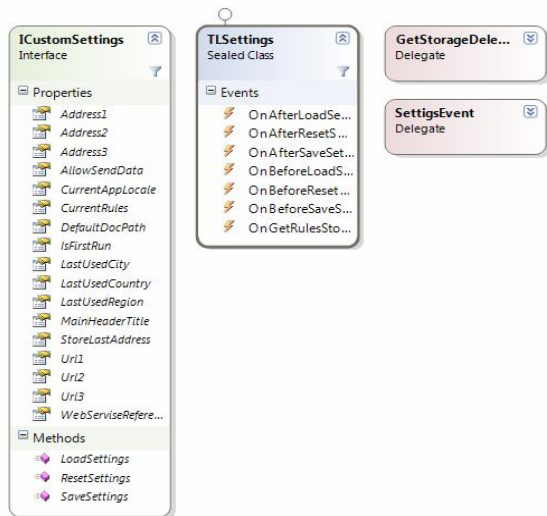 ICustomSettings
Interface
Properties
Address1
Address2
Address3
AllowSendData
CurrentAppLocale
CurrentRules
DefaultDocPath
IsFirstRun
LastUsedCity
LastUsedCountry
LastUsedRegion
MainHeaderTitle
StoreLastAddress
Url1
Url2
Url3
WebServiseRefere...
Methods
LoadSettings
ResetSettings
SaveSettings
TLSettings
Sealed Class
Events
OnAfterLoadSe...
OnAfterResetS...
OnAfterSaveSet...
OnBeforeLoadS...
OnBeforeReset...
OnBeforeSaveS...
OnGetRulesSto...
GetStorageDele...
Delegate
SettigsEvent
Delegate